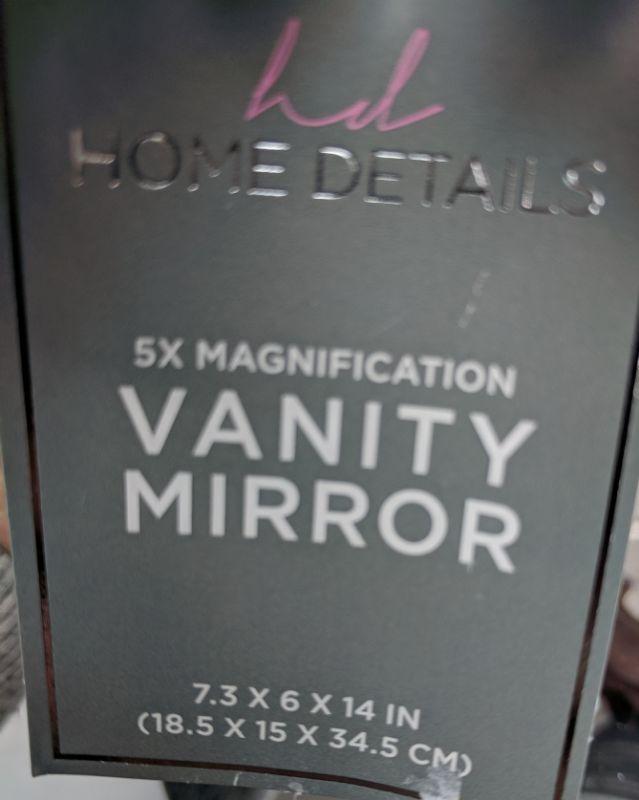 hd
HOME DETAILS
5X MAGNIFICATION
VANITY
MIRROR
7.3 X 6 X 14 IN
(18.5 X 15 X 34.5 CM)